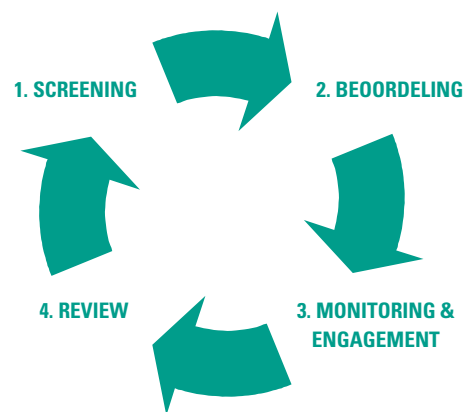 1. SCREENING
2. BEOORDELING
3. MONITORING &
ENGAGEMENT
4. REVIEW